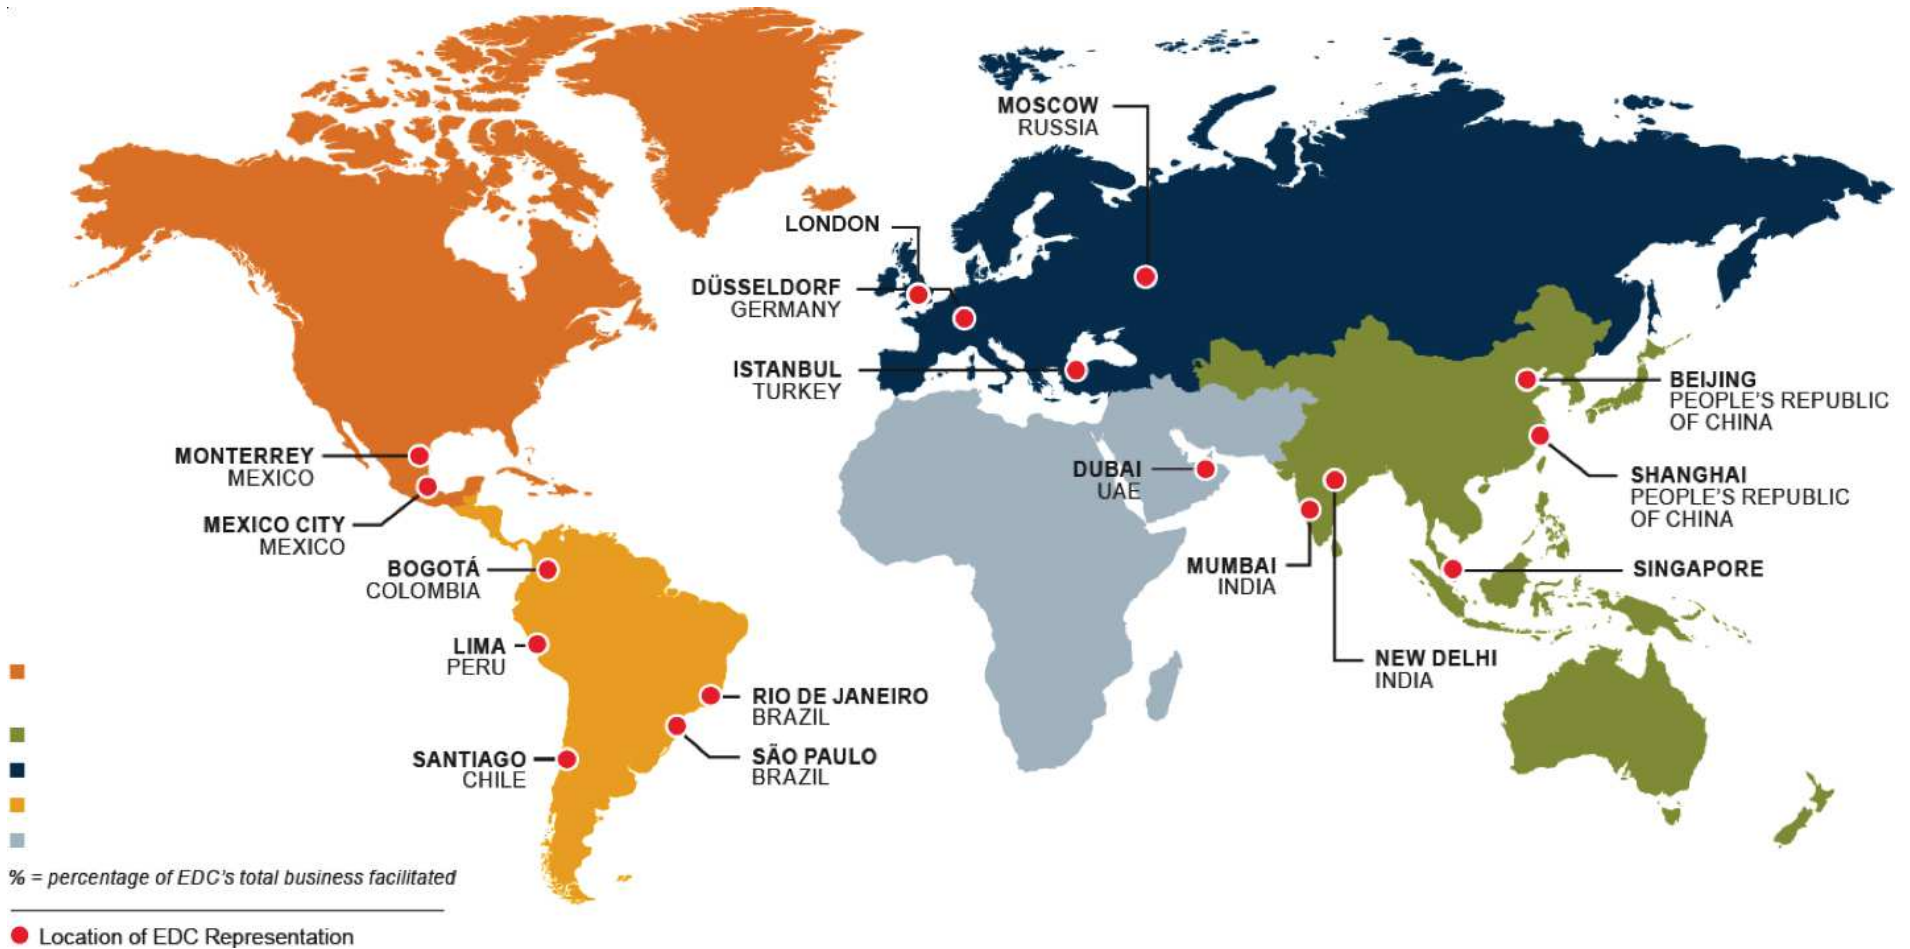 MOSCOW
RUSSIA
LONDON
DÜSSELDORF
GERMANY
ISTANBUL
TURKEY
BEIJING
PEOPLE'S REPUBLIC
OF CHINA
MONTERREY
MEXICO
DUBAI
UAE
SHANGHAI
PEOPLE'S REPUBLIC
OF CHINA
MEXICO CITY
MEXICO
BOGOTÁ
COLOMBIA
MUMBAI
INDIA
SINGAPORE
LIMA
PERU
NEW DELHI
INDIA
RIO DE JANEIRO
BRAZIL
SANTIAGO
CHILE
SÃO PAULO
BRAZIL
% = percentage of EDC's total business facilitated
Location of EDC Representation